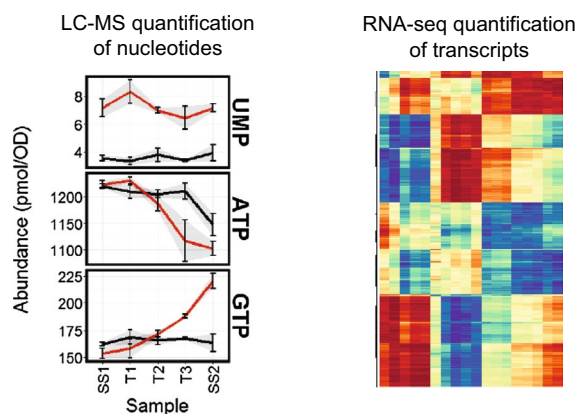 LC-MS quantification
of nucleotides
RNA-seq quantification
of transcripts
Abundance (pmol/OD)
8
6
4
UMP
1200
1150
1100
ATP
225
200
175
150
GTP
SS1
T1
T2
T3
SS2
Sample